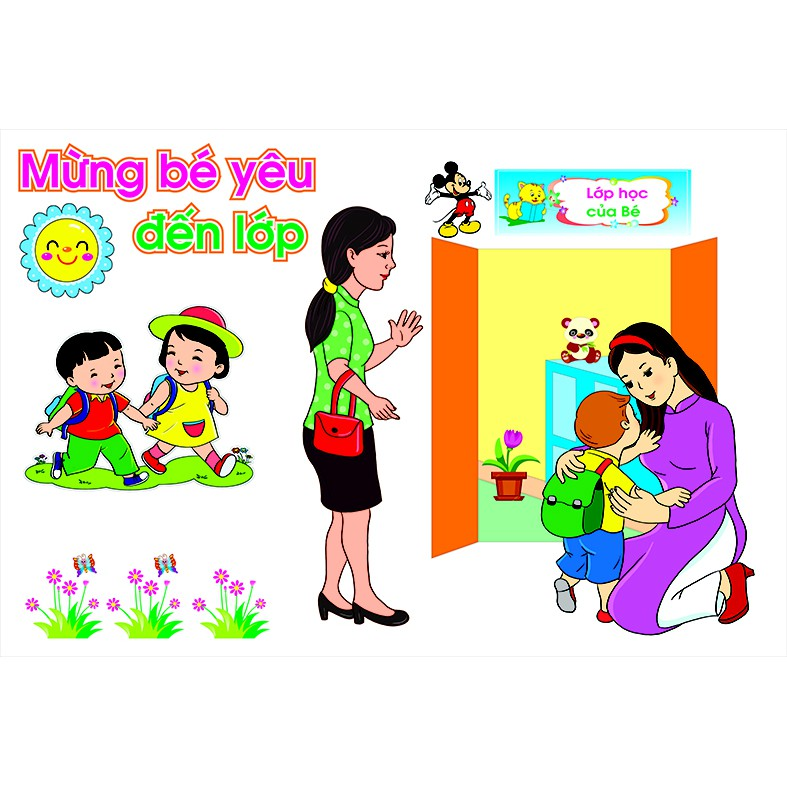 Mừng bé yêu
đến lớp
Lớp học
của Bé